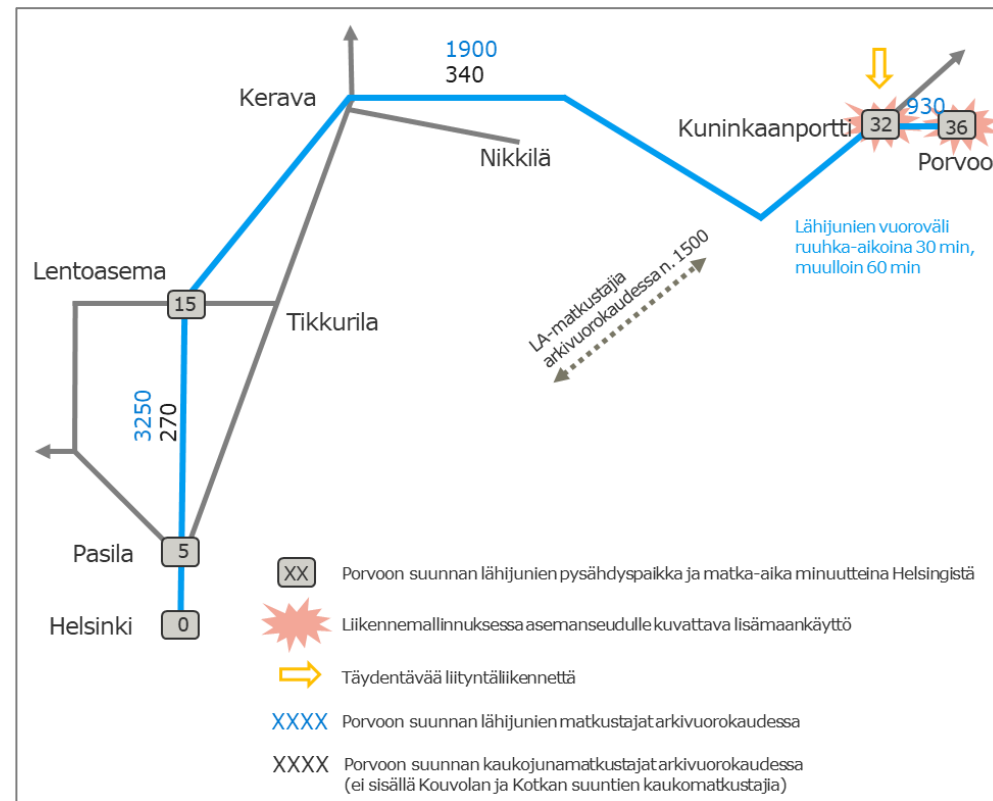 1900
340
Kerava
Nikkilä
Kuninkaanportti
32
930
36
Porvoo
Lähijunien vuoroväli
ruuhka-aikoina 30 min,
muulloin 60 min
LA-matkustajia
arkivuorokaudessa n. 1500
Lentoasema
15
Tikkurila
3250
270
Pasila
5
Helsinki
0
XX Porvoon suunnan lähijunien pysähdyspaikka ja matka-aika minuutteina Helsingistä
Liikennemallinnuksessa asemanseudulle kuvattava lisämaankäyttö
Täydentävää liityntäliikennettä
XXXX Porvoon suunnan lähijunien matkustajat arkivuorokaudessa
XXXX Porvoon suunnan kaukojunamatkustajat arkivuorokaudessa
(ei sisällä Kouvolan ja Kotkan suuntien kaukomatkustajia)